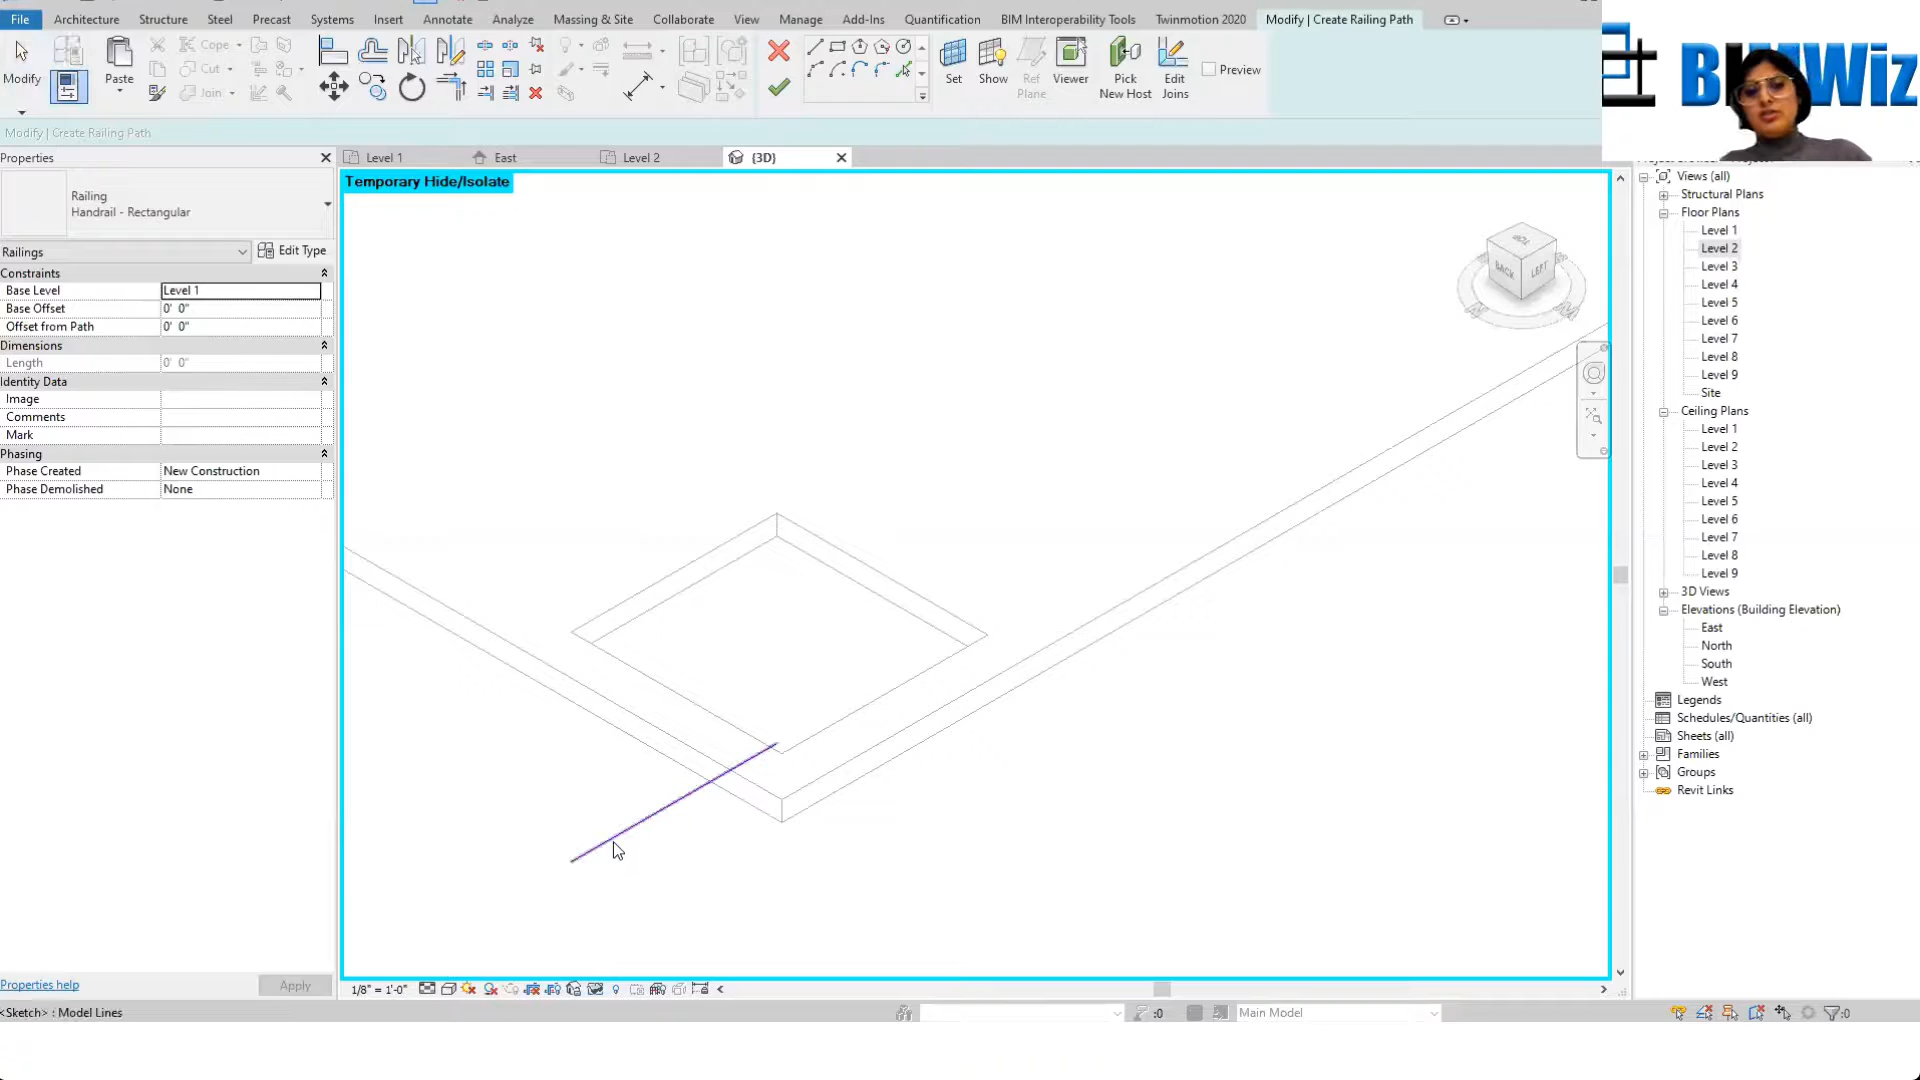 File Architecture Structure Steel Precast Systems Insert Annotate Analyze Massing & Site Collaborate View Manage Add-Ins Quantification BIM Interoperability Tools Twinmotion 2020 Modify | Create Railing Path
Modify
Paste
Cope
Cut
Join
Set
Show
Ref
Plane
Viewer
Pick
New Host
Edit
Joins
Preview
Modify | Create Railing Path
Properties
Railing
Handrail - Rectangular
Railings
Edit Type
Constraints
Base Level Level 1
Base Offset 0' 0"
Offset from Path 0' 0"
Dimensions
Length 0' 0"
Identity Data
Image
Comments
Mark
Phasing
Phase Created New Construction
Phase Demolished None
Properties help
Apply
Level 1 East Level 2 {3D}
Temporary Hide/Isolate
BACK
LEFT
1/8" = 1'-0"
<Sketch> : Model Lines
:0
Main Model
:0
Views (all)
Structural Plans
Floor Plans
Level 1
Level 2
Level 3
Level 4
Level 5
Level 6
Level 7
Level 8
Level 9
Site
Ceiling Plans
Level 1
Level 2
Level 3
Level 4
Level 5
Level 6
Level 7
Level 8
Level 9
3D Views
Elevations (Building Elevation)
East
North
South
West
Legends
Schedules/Quantities (all)
Sheets (all)
Families
Groups
Revit Links